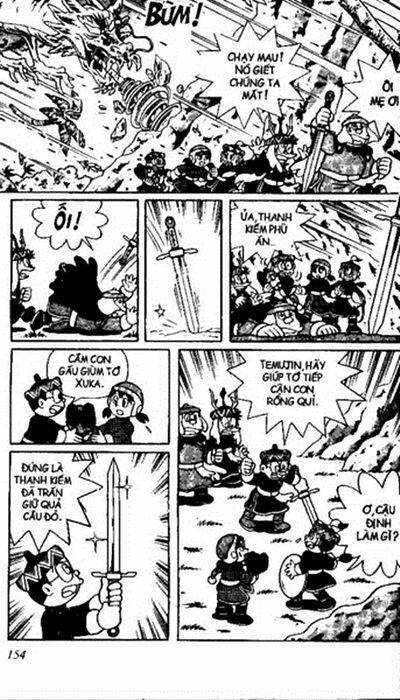 BÙM!
CHẠY MAU!
NÓ GIẾT
CHÚNG TA
MẤT!
ÔI
MẸ ƠI
ỐI!
ỦA, THANH
KIẾM PHÙ
ẤN...
CẦM CON
GẤU GIÙM TỚ
XUKA.
TEMUJIN, HÃY
GIÚP TỚ TIẾP
CẬN CON
RỒNG QUỈ.
ĐÚNG LÀ
THANH KIẾM
ĐÃ TRẤN
GIỮ QUẢ
CẦU ĐỎ.
Ơ, CẬU
ĐỊNH
LÀM GÌ?
154